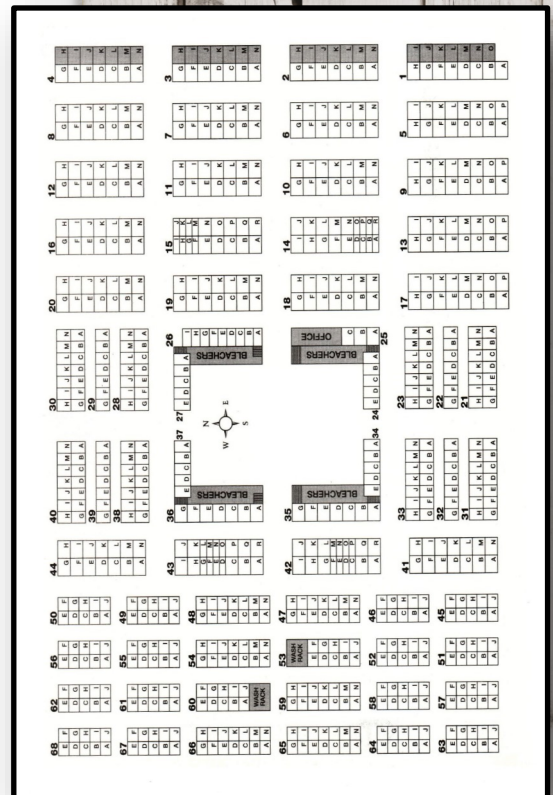 4
G H
F I
E J
D K
C L
B M
A N
3
G H
F I
E J
D K
C L
B M
A N
2
G H
F I
E J
D K
C L
B M
A N
1
H I
G J
F K
E L
D M
C N
B O
A
8
G H
F I
E J
D K
C L
B M
A N
7
G H
F I
E J
D K
C L
B M
A N
6
G H
F I
E J
D K
C L
B M
A N
5
H I
G J
F K
E L
D M
C N
B O
A P
12
G H
F I
E J
D K
C L
B M
A N
11
G H
F I
E J
D K
C L
B M
A N
10
G H
F I
E J
D K
C L
B M
A N
9
H I
G J
F K
E L
D M
C N
B O
A P
16
G H
F I
E J
D K
C L
B M
A N
15
I J
H K
G L
F M
E N
D O
C P
B Q
A R
14
I J
H K
G L
F M
E N
D O
C P
B Q
A R
13
H I
G J
F K
E L
D M
C N
B O
A P
20
G H
F I
E J
D K
C L
B M
A N
19
G H
F I
E J
D K
C L
B M
A N
18
G H
F I
E J
D K
C L
B M
A N
17
H I
G J
F K
E L
D M
C N
B O
A P
30
H I J K L M N
G F E D C B A
29
G F E D C B A
28
H I J K L M N
G F E D C B A
26
I
H
G
F
E
D
C
B
A
BLEACHERS
27
E D C B A
OFFICE
BLEACHERS
C
B
A
25
24
E D C B A
23
H I J K L M N
G F E D C B A
22
G F E D C B A
21
H I J K L M N
G F E D C B A
N
E
S
W
40
H I J K L M N
G F E D C B A
39
G F E D C B A
38
H I J K L M N
G F E D C B A
37
E D C B A
36
G
F
E
D
C
B
A
BLEACHERS
35
G
F
E
D
C
B
A
BLEACHERS
34
E D C B A
33
H I J K L M N
G F E D C B A
32
G F E D C B A
31
H I J K L M N
G F E D C B A
44
G H
F I
E J
D K
C L
B M
A N
43
I J
H K
G L
F M
E N
D O
C P
B Q
A R
42
I J
H K
G L
F M
E N
D O
C P
B Q
A R
41
G H
F I
E J
D K
C L
B M
A N
50
E F
D G
C H
B I
A J
49
E F
D G
C H
B I
A J
48
G H
F I
E J
D K
C L
B M
A N
47
G H
F I
E J
D K
C L
B M
A N
46
E F
D G
C H
B I
A J
45
E F
D G
C H
B I
A J
56
E F
D G
C H
B I
A J
55
E F
D G
C H
B I
A J
54
G H
F I
E J
D K
C L
B M
A N
53
WASH
RACK
E F
D G
C H
B I
A J
52
E F
D G
C H
B I
A J
51
E F
D G
C H
B I
A J
62
E F
D G
C H
B I
A J
61
E F
D G
C H
B I
A J
60
E F
D G
C H
B I
A J
WASH
RACK
59
G H
F I
E J
D K
C L
B M
A N
58
E F
D G
C H
B I
A J
57
E F
D G
C H
B I
A J
68
E F
D G
C H
B I
A J
67
E F
D G
C H
B I
A J
66
G H
F I
E J
D K
C L
B M
A N
65
G H
F I
E J
D K
C L
B M
A N
64
E F
D G
C H
B I
A J
63
E F
D G
C H
B I
A J